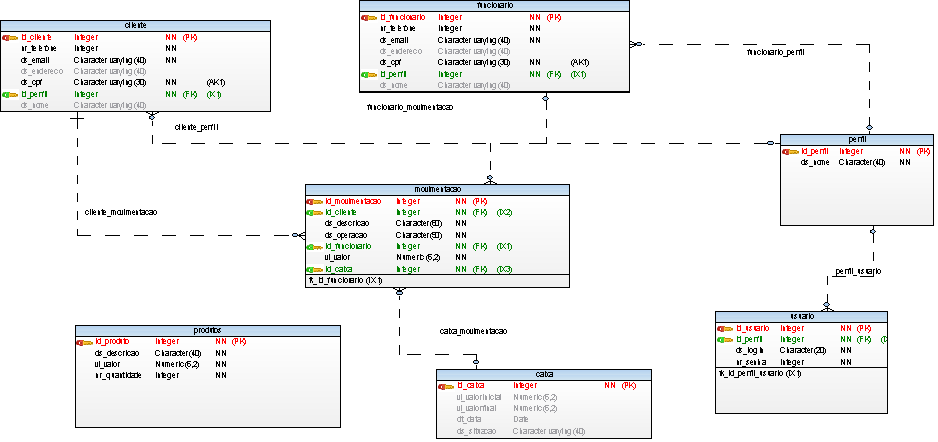 cliente
id_cliente Integer NN (PK)
nr_telefone Integer NN
ds_email Character varying(40) NN
ds_endereco Character varying(40)
ds_cpf Character varying(30) NN (AK1)
id_perfil Integer NN (FK) (IX1)
ds_nome Character varying(40)
funcionario
id_funcionario Integer NN (PK)
nr_telefone Integer NN
ds_email Character varying(40) NN
ds_endereco Character varying(40)
ds_cpf Character varying(30) NN (AK1)
id_perfil Integer NN (FK) (IX1)
ds_nome Character varying(40)
funcionario_perfil
funcionario_movimentacao
cliente_perfil
perfil
id_perfil Integer NN (PK)
ds_nome Character(40) NN
cliente_movimentacao
movimentacao
id_movimentacao Integer NN (PK)
id_cliente Integer NN (FK) (IX2)
ds_descricao Character(60) NN
ds_operacao Character(50) NN
id_funcionario Integer NN (FK) (IX1)
vl_valor Numeric(6,2) NN
id_caixa Integer NN (FK) (IX3)
fk_id_funcionario (IX1)
perfil_usuario
caixa_movimentacao
produtos
id_produto Integer NN (PK)
ds_descricao Character(40) NN
vl_valor Numeric(6,2) NN
nr_quantidade Integer NN
usuario
id_usuario Integer NN (PK)
id_perfil Integer NN (FK)
ds_login Character(20) NN
nr_senha Integer NN
fk_id_perfil_usuario (IX1)
caixa
id_caixa Integer NN (PK)
vl_valorinicial Numeric(6,2)
vl_valorfinal Numeric(6,2)
dt_data Date
ds_situacao Character varying(40)